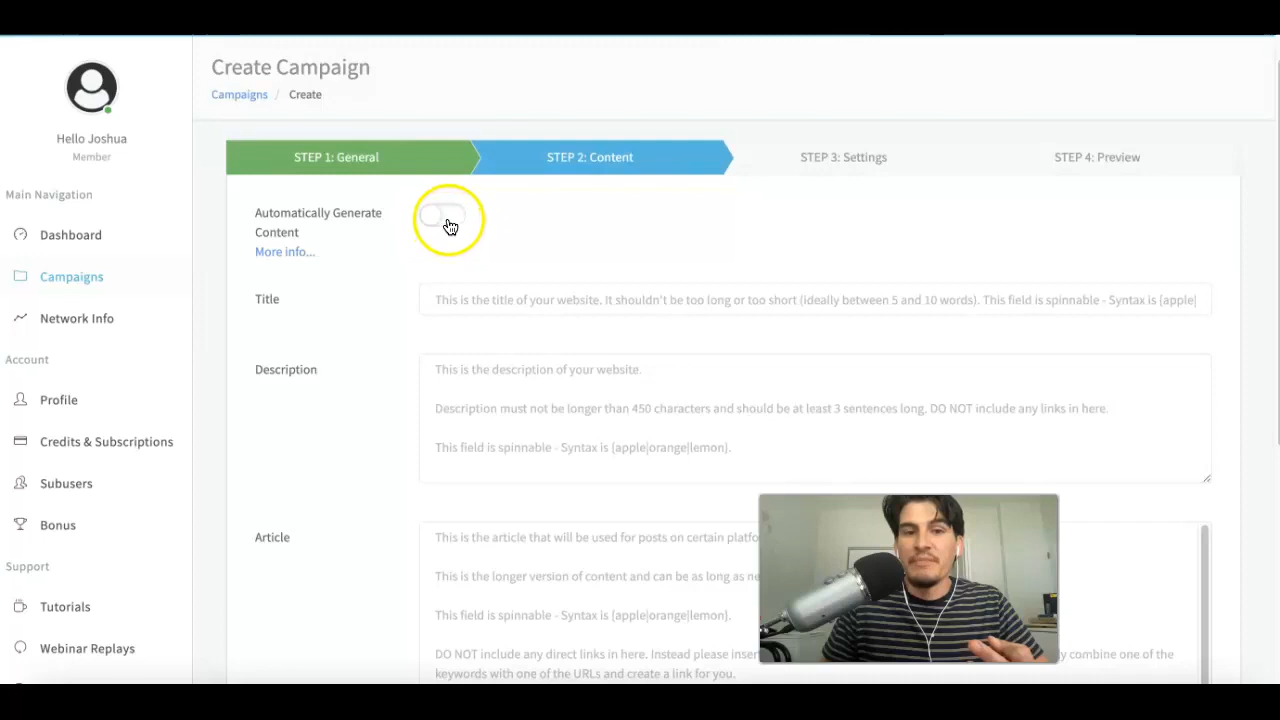 Create Campaign
Campaigns / Create
Hello Joshua
Member
Main Navigation
Dashboard
Campaigns
Network Info
Account
Profile
Credits & Subscriptions
Subusers
Bonus
Support
Tutorials
Webinar Replays
STEP 1: General
STEP 2: Content
STEP 3: Settings
STEP 4: Preview
Automatically Generate
Content
More info...
Title
This is the title of your website. It shouldn't be too long or too short (ideally between 5 and 10 words). This field is spinnable - Syntax is {apple|
Description
This is the description of your website.
Description must not be longer than 450 characters and should be at least 3 sentences long. DO NOT include any links in here.
This field is spinnable - Syntax is {apple|orange|lemon}.
Article
This is the article that will be used for posts on certain platfo
This is the longer version of content and can be as long as ne
This field is spinnable - Syntax is {apple|orange|lemon}.
DO NOT include any direct links in here. Instead please inser ly combine one of the
keywords with one of the URLs and create a link for you.